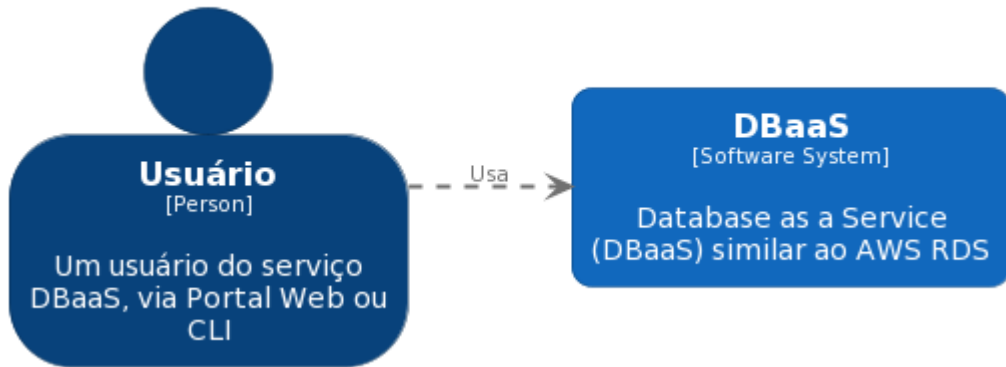 Usuário
[Person]
Um usuário do serviço
DBaaS, via Portal Web ou
CLI
Usa
DBaaS
[Software System]
Database as a Service
(DBaaS) similar ao AWS RDS